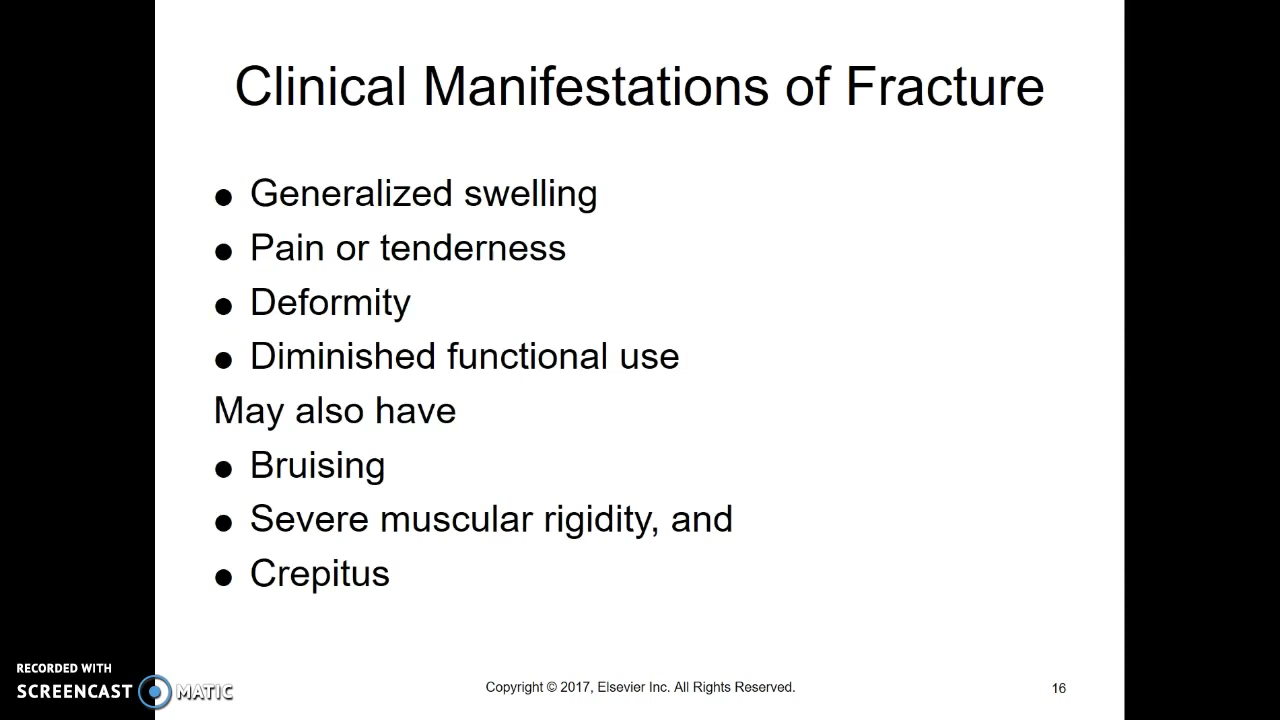 Clinical Manifestations of Fracture
● Generalized swelling
● Pain or tenderness
● Deformity
● Diminished functional use
May also have
● Bruising
● Severe muscular rigidity, and
● Crepitus
RECORDED WITH
SCREENCAST MATIC
Copyright © 2017, Elsevier Inc. All Rights Reserved.
16